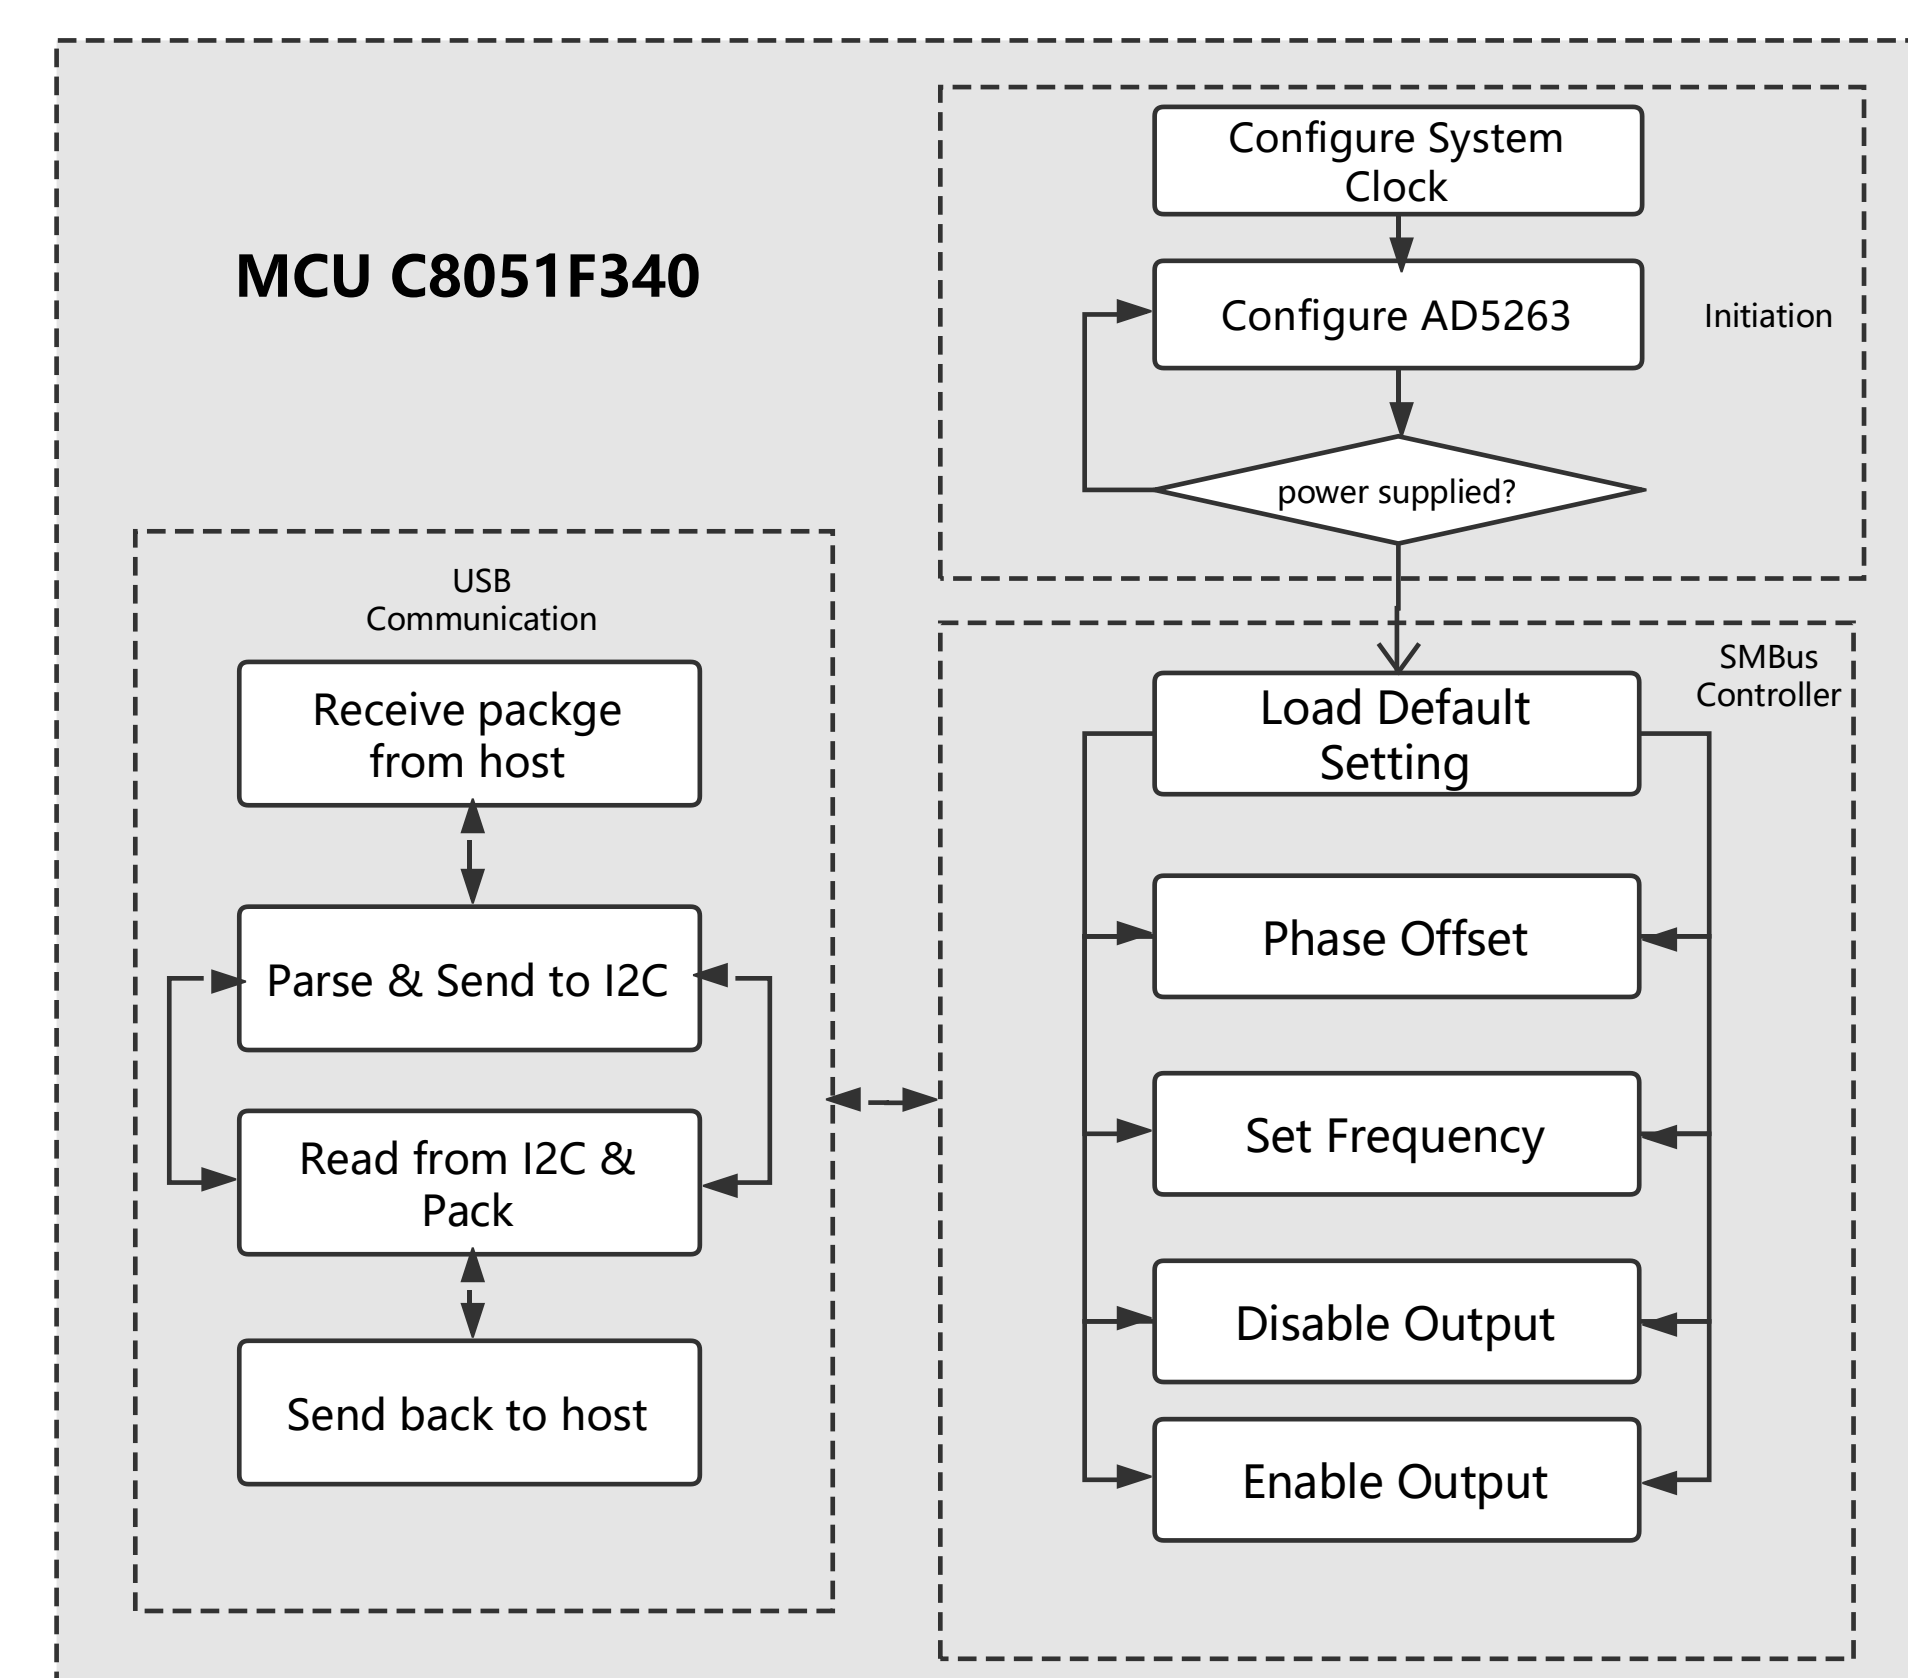 MCU C8051F340
Configure System
Clock
Configure AD5263
Initiation
power supplied?
USB
Communication
Receive packge
from host
Parse & Send to I2C
Read from I2C &
Pack
Send back to host
SMBus
Controller
Load Default
Setting
Phase Offset
Set Frequency
Disable Output
Enable Output